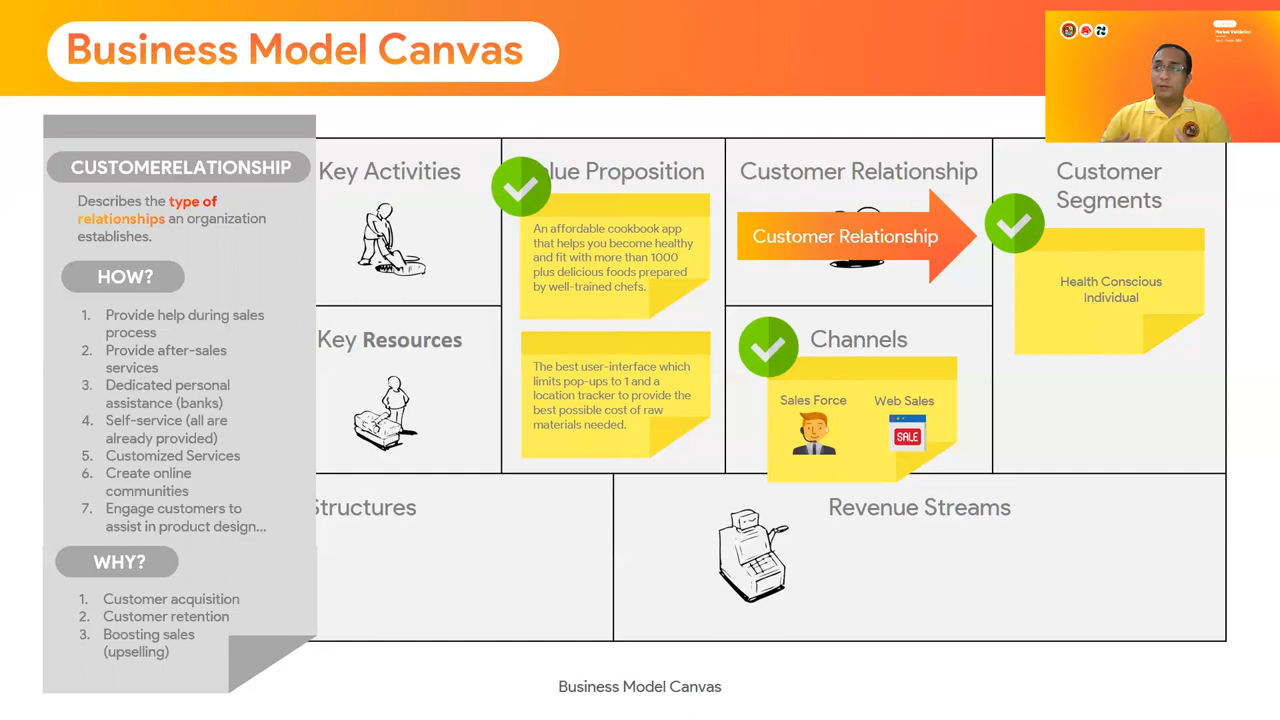 Business Model Canvas
Market Validation
CUSTOMERELATIONSHIP
Describes the type of
relationships an organization
establishes.
HOW?
1. Provide help during sales
process
2. Provide after-sales
services
3. Dedicated personal
assistance (banks)
4. Self-service (all are
already provided)
5. Customized Services
6. Create online
communities
7. Engage customers to
assist in product design...
WHY?
1. Customer acquisition
2. Customer retention
3. Boosting sales
(upselling)
Key Activities
Key Resources
Structures
lue Proposition
An affordable cookbook app
that helps you become healthy
and fit with more than 1000
plus delicious foods prepared
by well-trained chefs.
The best user-interface which
limits pop-ups to 1 and a
location tracker to provide the
best possible cost of raw
materials needed.
Customer Relationship
Customer Relationship
Channels
Sales Force
Web Sales
SALE
Customer
Segments
Health Conscious
Individual
Revenue Streams
Business Model Canvas